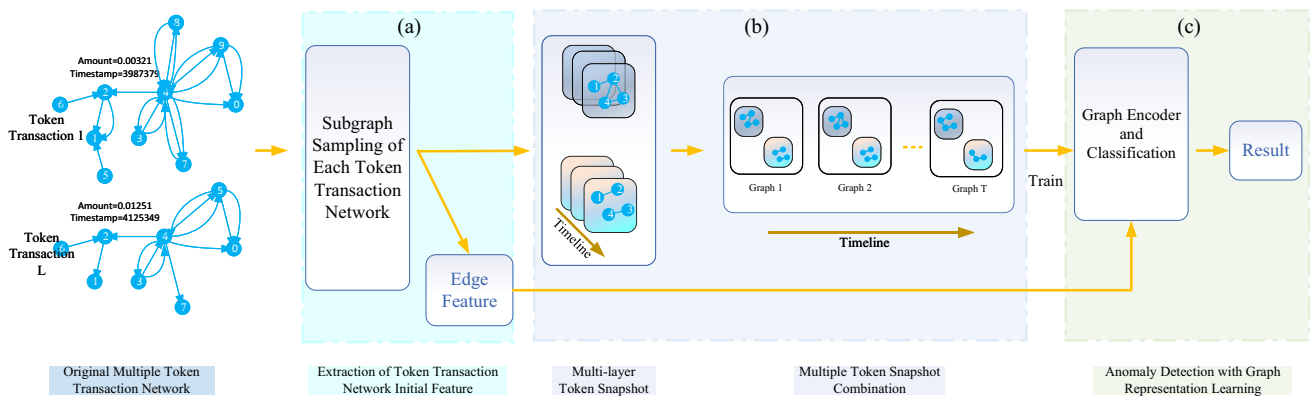 (a)
(b)
(c)
8
9
Amount=0.00321
Timestamp=3987379
4
6
2
0
Token
Transaction 1
1
3
7
5
Amount=0.01251
Timestamp=4125349
5
Token
Transaction
L
6
2
4
0
1
3
7
Subgraph
Sampling of
Each Token
Transaction
Network
Edge
Feature
1
2
3
4
1
2
3
4
Timeline
Graph 1
Graph 2
...
Graph T
Timeline
Train
Graph Encoder
and
Classification
Result
Original Multiple Token
Transaction Network
Extraction of Token Transaction
Network Initial Feature
Multi-layer
Token Snapshot
Multiple Token Snapshot
Combination
Anomaly Detection with Graph
Representation Learning